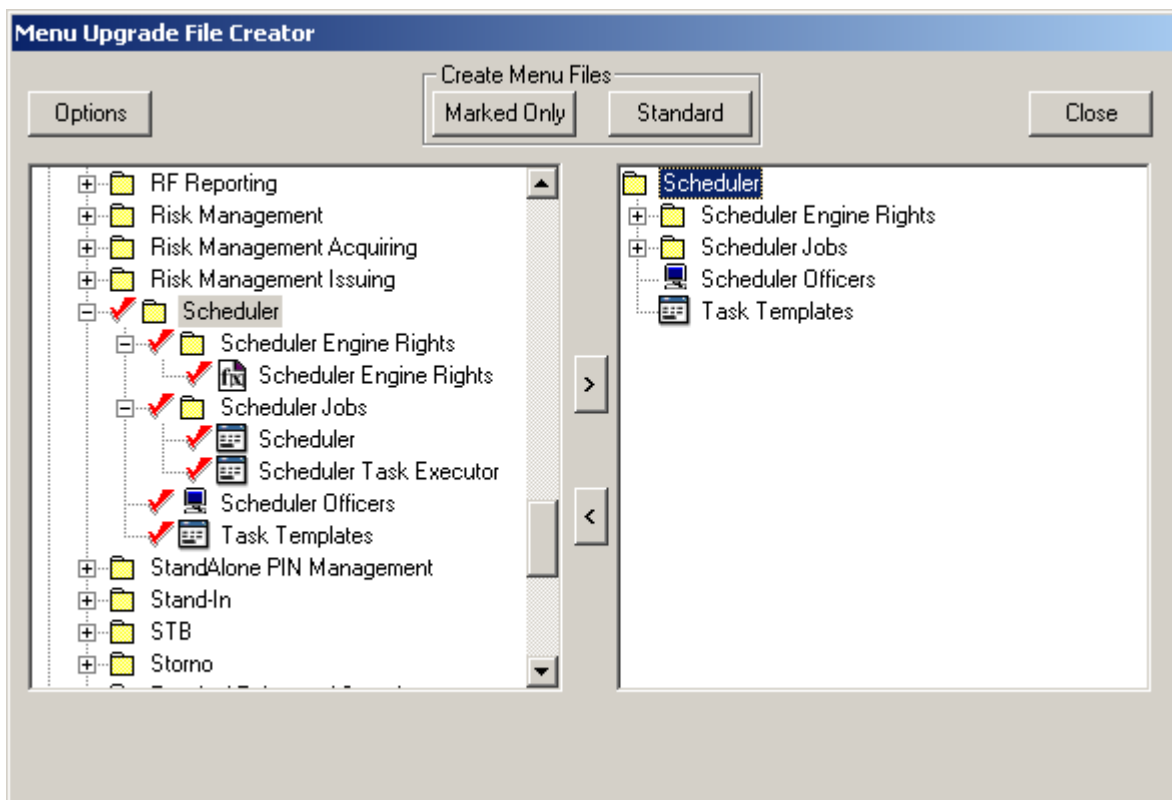 Menu Upgrade File Creator
Create Menu Files
Options
Marked Only
Standard
Close
RF Reporting
Risk Management
Risk Management Acquiring
Risk Management Issuing
Scheduler
Scheduler Engine Rights
Scheduler Engine Rights
Scheduler Jobs
Scheduler
Scheduler Task Executor
Scheduler Officers
Task Templates
StandAlone PIN Management
Stand-In
STB
Storno
>
<
Scheduler
Scheduler Engine Rights
Scheduler Jobs
Scheduler Officers
Task Templates